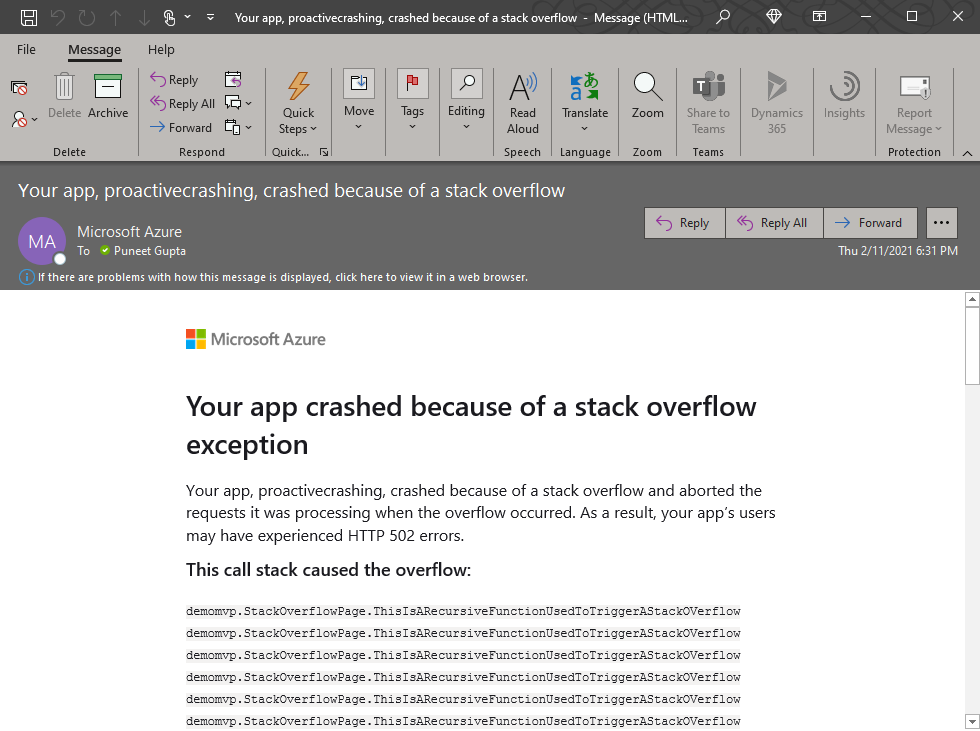 Your app, proactivecrashing, crashed because of a stack overflow - Message (HTML...
File Message Help
Delete
Archive
Reply
Reply All
Forward
Quick Steps
Move
Tags
Editing
Read Aloud
Translate
Zoom
Share to Teams
Dynamics 365
Insights
Report Message
Delete
Respond
Quick...
Speech
Language
Zoom
Teams
Protection
Your app, proactivecrashing, crashed because of a stack overflow
MA
Microsoft Azure
To Puneet Gupta
Reply
Reply All
Forward
Thu 2/11/2021 6:31 PM
If there are problems with how this message is displayed, click here to view it in a web browser.
Microsoft Azure
Your app crashed because of a stack overflow
exception
Your app, proactivecrashing, crashed because of a stack overflow and aborted the
requests it was processing when the overflow occurred. As a result, your app’s users
may have experienced HTTP 502 errors.
This call stack caused the overflow:
demomvp.StackOverflowPage.ThisIsARecursiveFunctionUsedToTriggerAStackOVerflow
demomvp.StackOverflowPage.ThisIsARecursiveFunctionUsedToTriggerAStackOVerflow
demomvp.StackOverflowPage.ThisIsARecursiveFunctionUsedToTriggerAStackOVerflow
demomvp.StackOverflowPage.ThisIsARecursiveFunctionUsedToTriggerAStackOVerflow
demomvp.StackOverflowPage.ThisIsARecursiveFunctionUsedToTriggerAStackOVerflow
demomvp.StackOverflowPage.ThisIsARecursiveFunctionUsedToTriggerAStackOVerflow